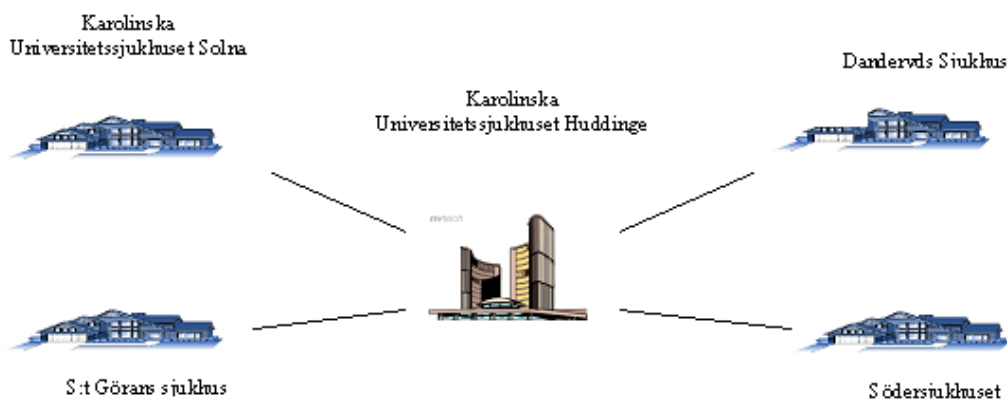 Karolinska
Universitetssjukhuset Solna
Danderyds Sjukhus
Karolinska
Universitetssjukhuset Huddinge
S:t Görans sjukhus
Södersjukhuset